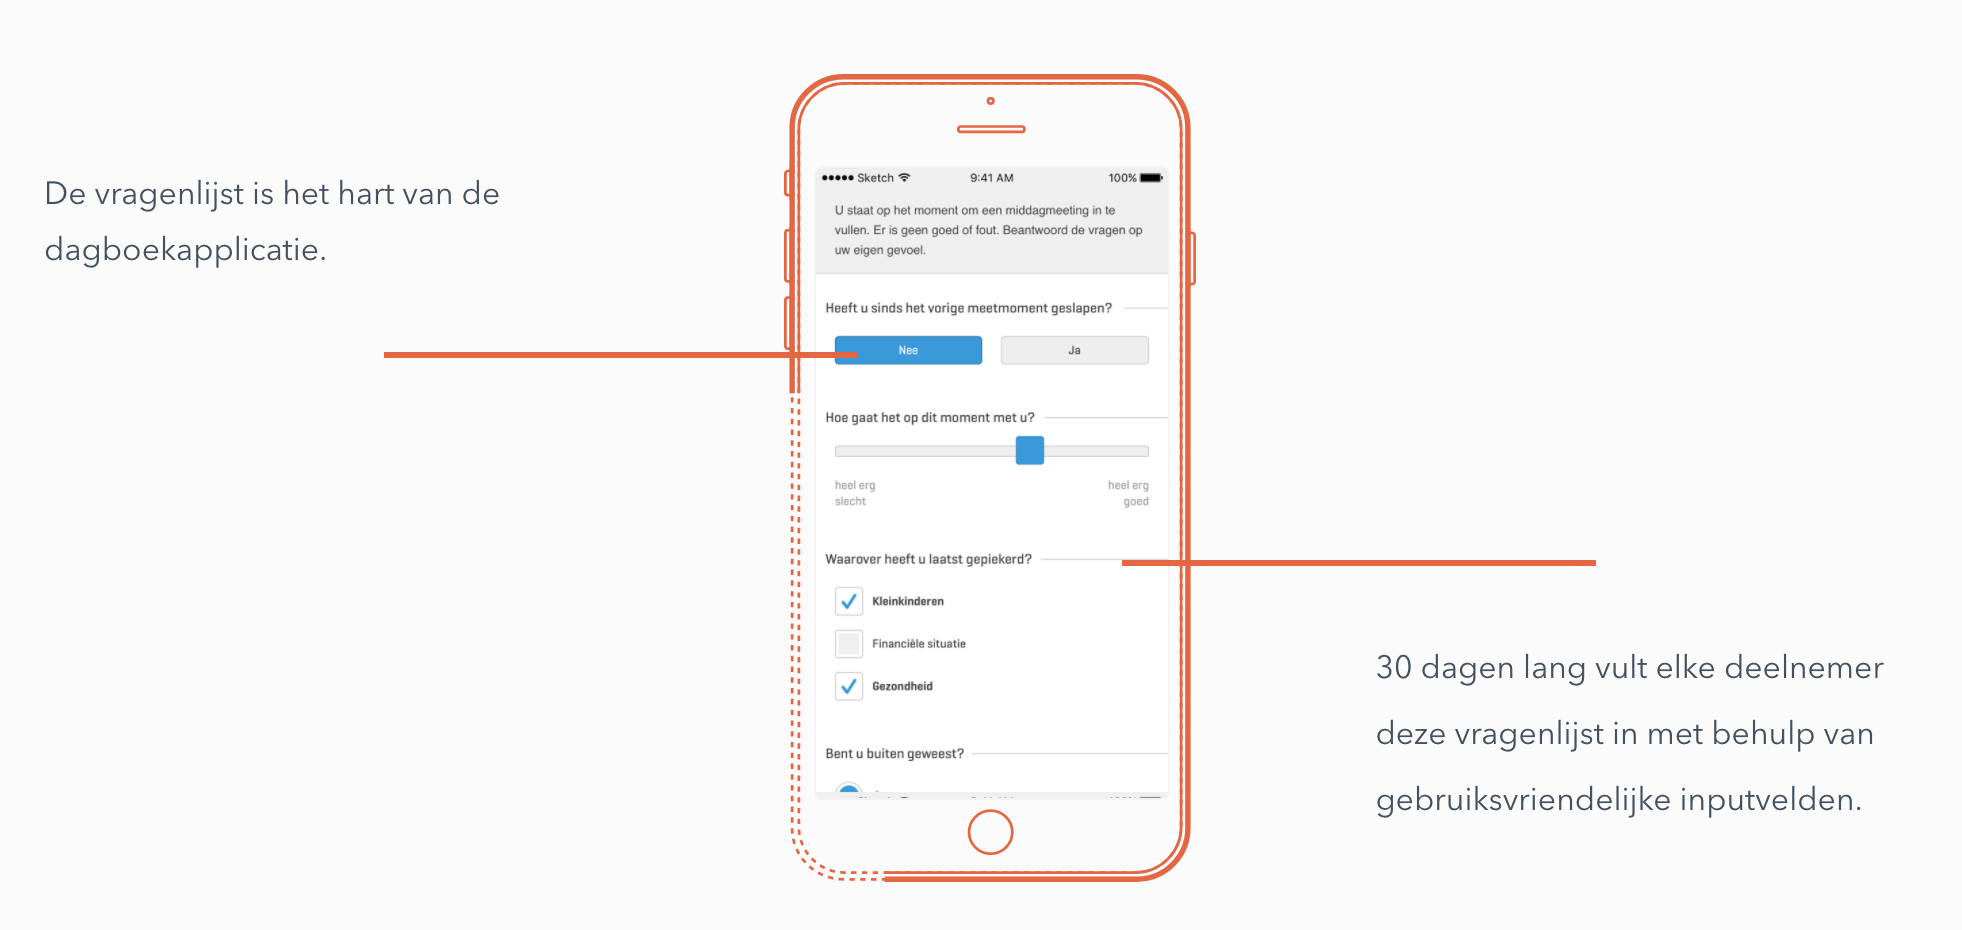 De vragenlijst is het hart van de
dagboekapplicatie.
Sketch 9:41 AM 100%
U staat op het moment om een middagmeeting in te
vullen. Er is geen goed of fout. Beantwoord de vragen op
uw eigen gevoel.
Heeft u sinds het vorige meetmoment geslapen?
Nee Ja
Hoe gaat het op dit moment met u?
heel erg heel erg
slecht goed
Waarover heeft u laatst gepiekerd?
Kleinkinderen
Financiële situatie
Gezondheid
Bent u buiten geweest?
30 dagen lang vult elke deelnemer
deze vragenlijst in met behulp van
gebruiksvriendelijke inputvelden.